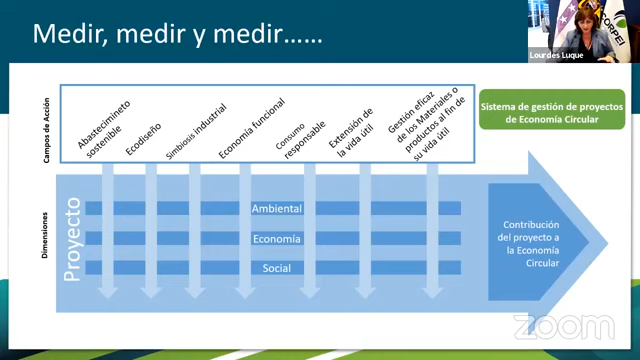 Medir, medir y medir......
CORPEI
Lourdes Luque
Campos de Acción
Abastecimineto
sostenible
Ecodiseño
Simbiosis industrial
Economía funcional
Consumo
responsable
Extensión de
la vida útil
Gestión eficaz
de los Materiales o
productos al fin de
su vida útil
Sistema de gestión de proyectos
de Economía Circular
Dimensiones
Proyecto
Ambiental
Economía
Social
Contribución
del proyecto a
la Economía
Circular
zoom